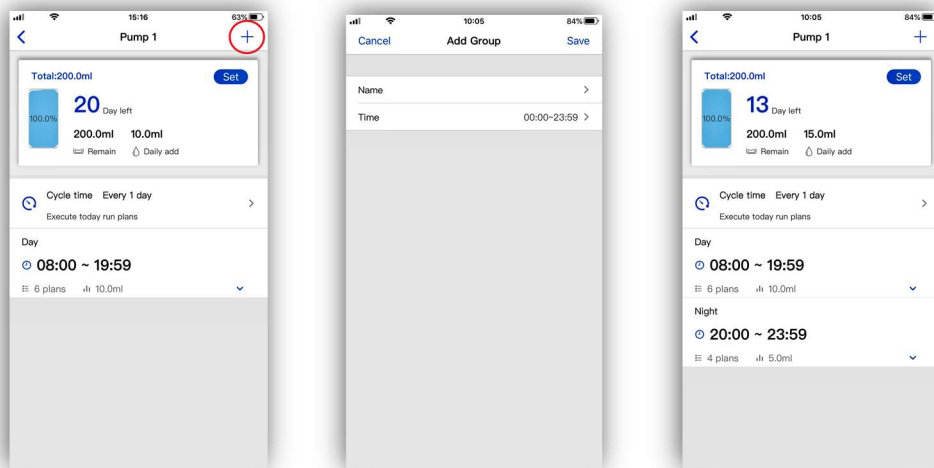 15:16
63%
Pump 1
Total:200.0ml
Set
100.0%
20 Day left
200.0ml 10.0ml
Remain Daily add
Cycle time Every 1 day
Execute today run plans
Day
08:00 ~ 19:59
6 plans 10.0ml
10:05
84%
Cancel Add Group Save
Name
Time 00:00~23:59
10:05
84%
Pump 1
Total:200.0ml
Set
100.0%
13 Day left
200.0ml 15.0ml
Remain Daily add
Cycle time Every 1 day
Execute today run plans
Day
08:00 ~ 19:59
6 plans 10.0ml
Night
20:00 ~ 23:59
4 plans 5.0ml